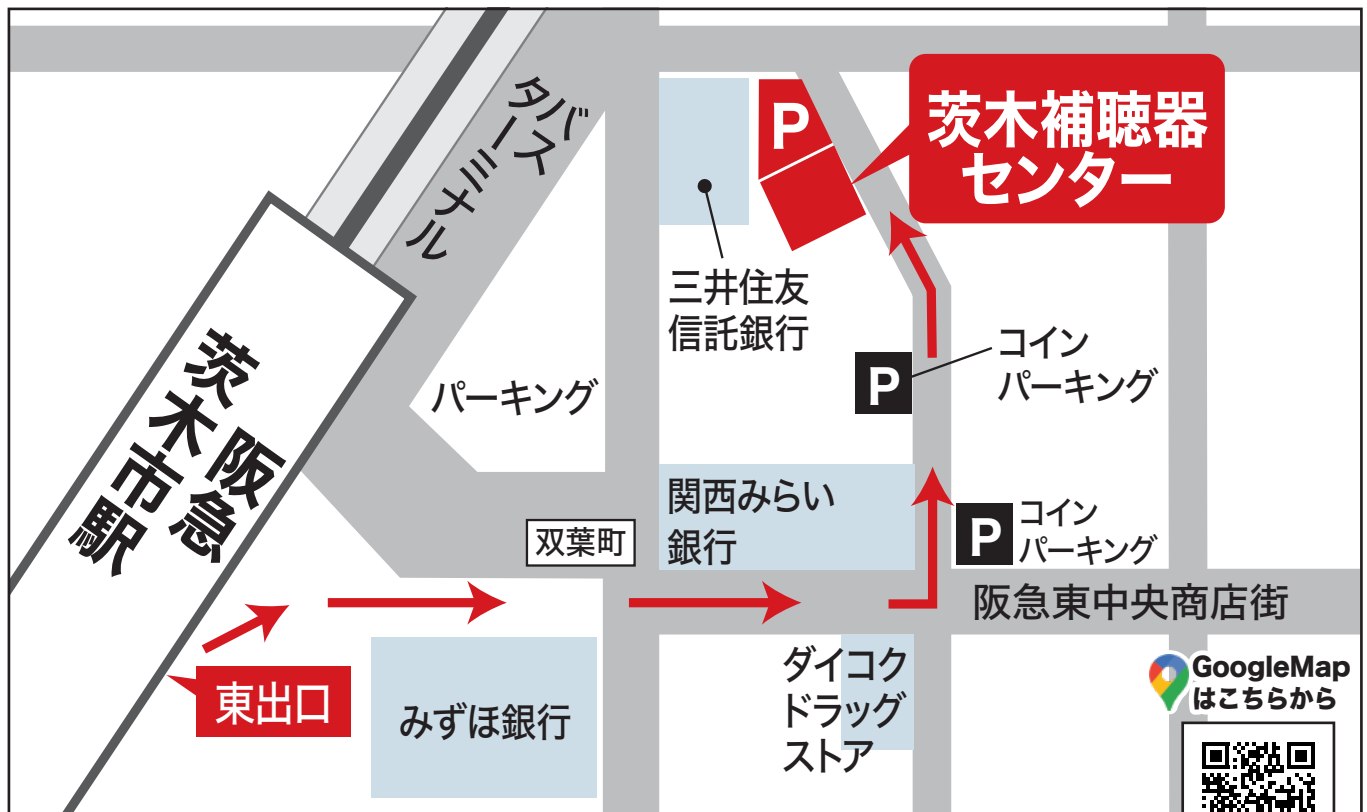 バス
ターミナル
P
茨木補聴器
センター
三井住友
信託銀行
コイン
パーキング
P
パーキング
阪急
茨木市駅
関西みらい
銀行
双葉町
P
コイン
パーキング
阪急東中央商店街
東出口
みずほ銀行
ダイコク
ドラッグ
ストア
GoogleMap
はこちらから